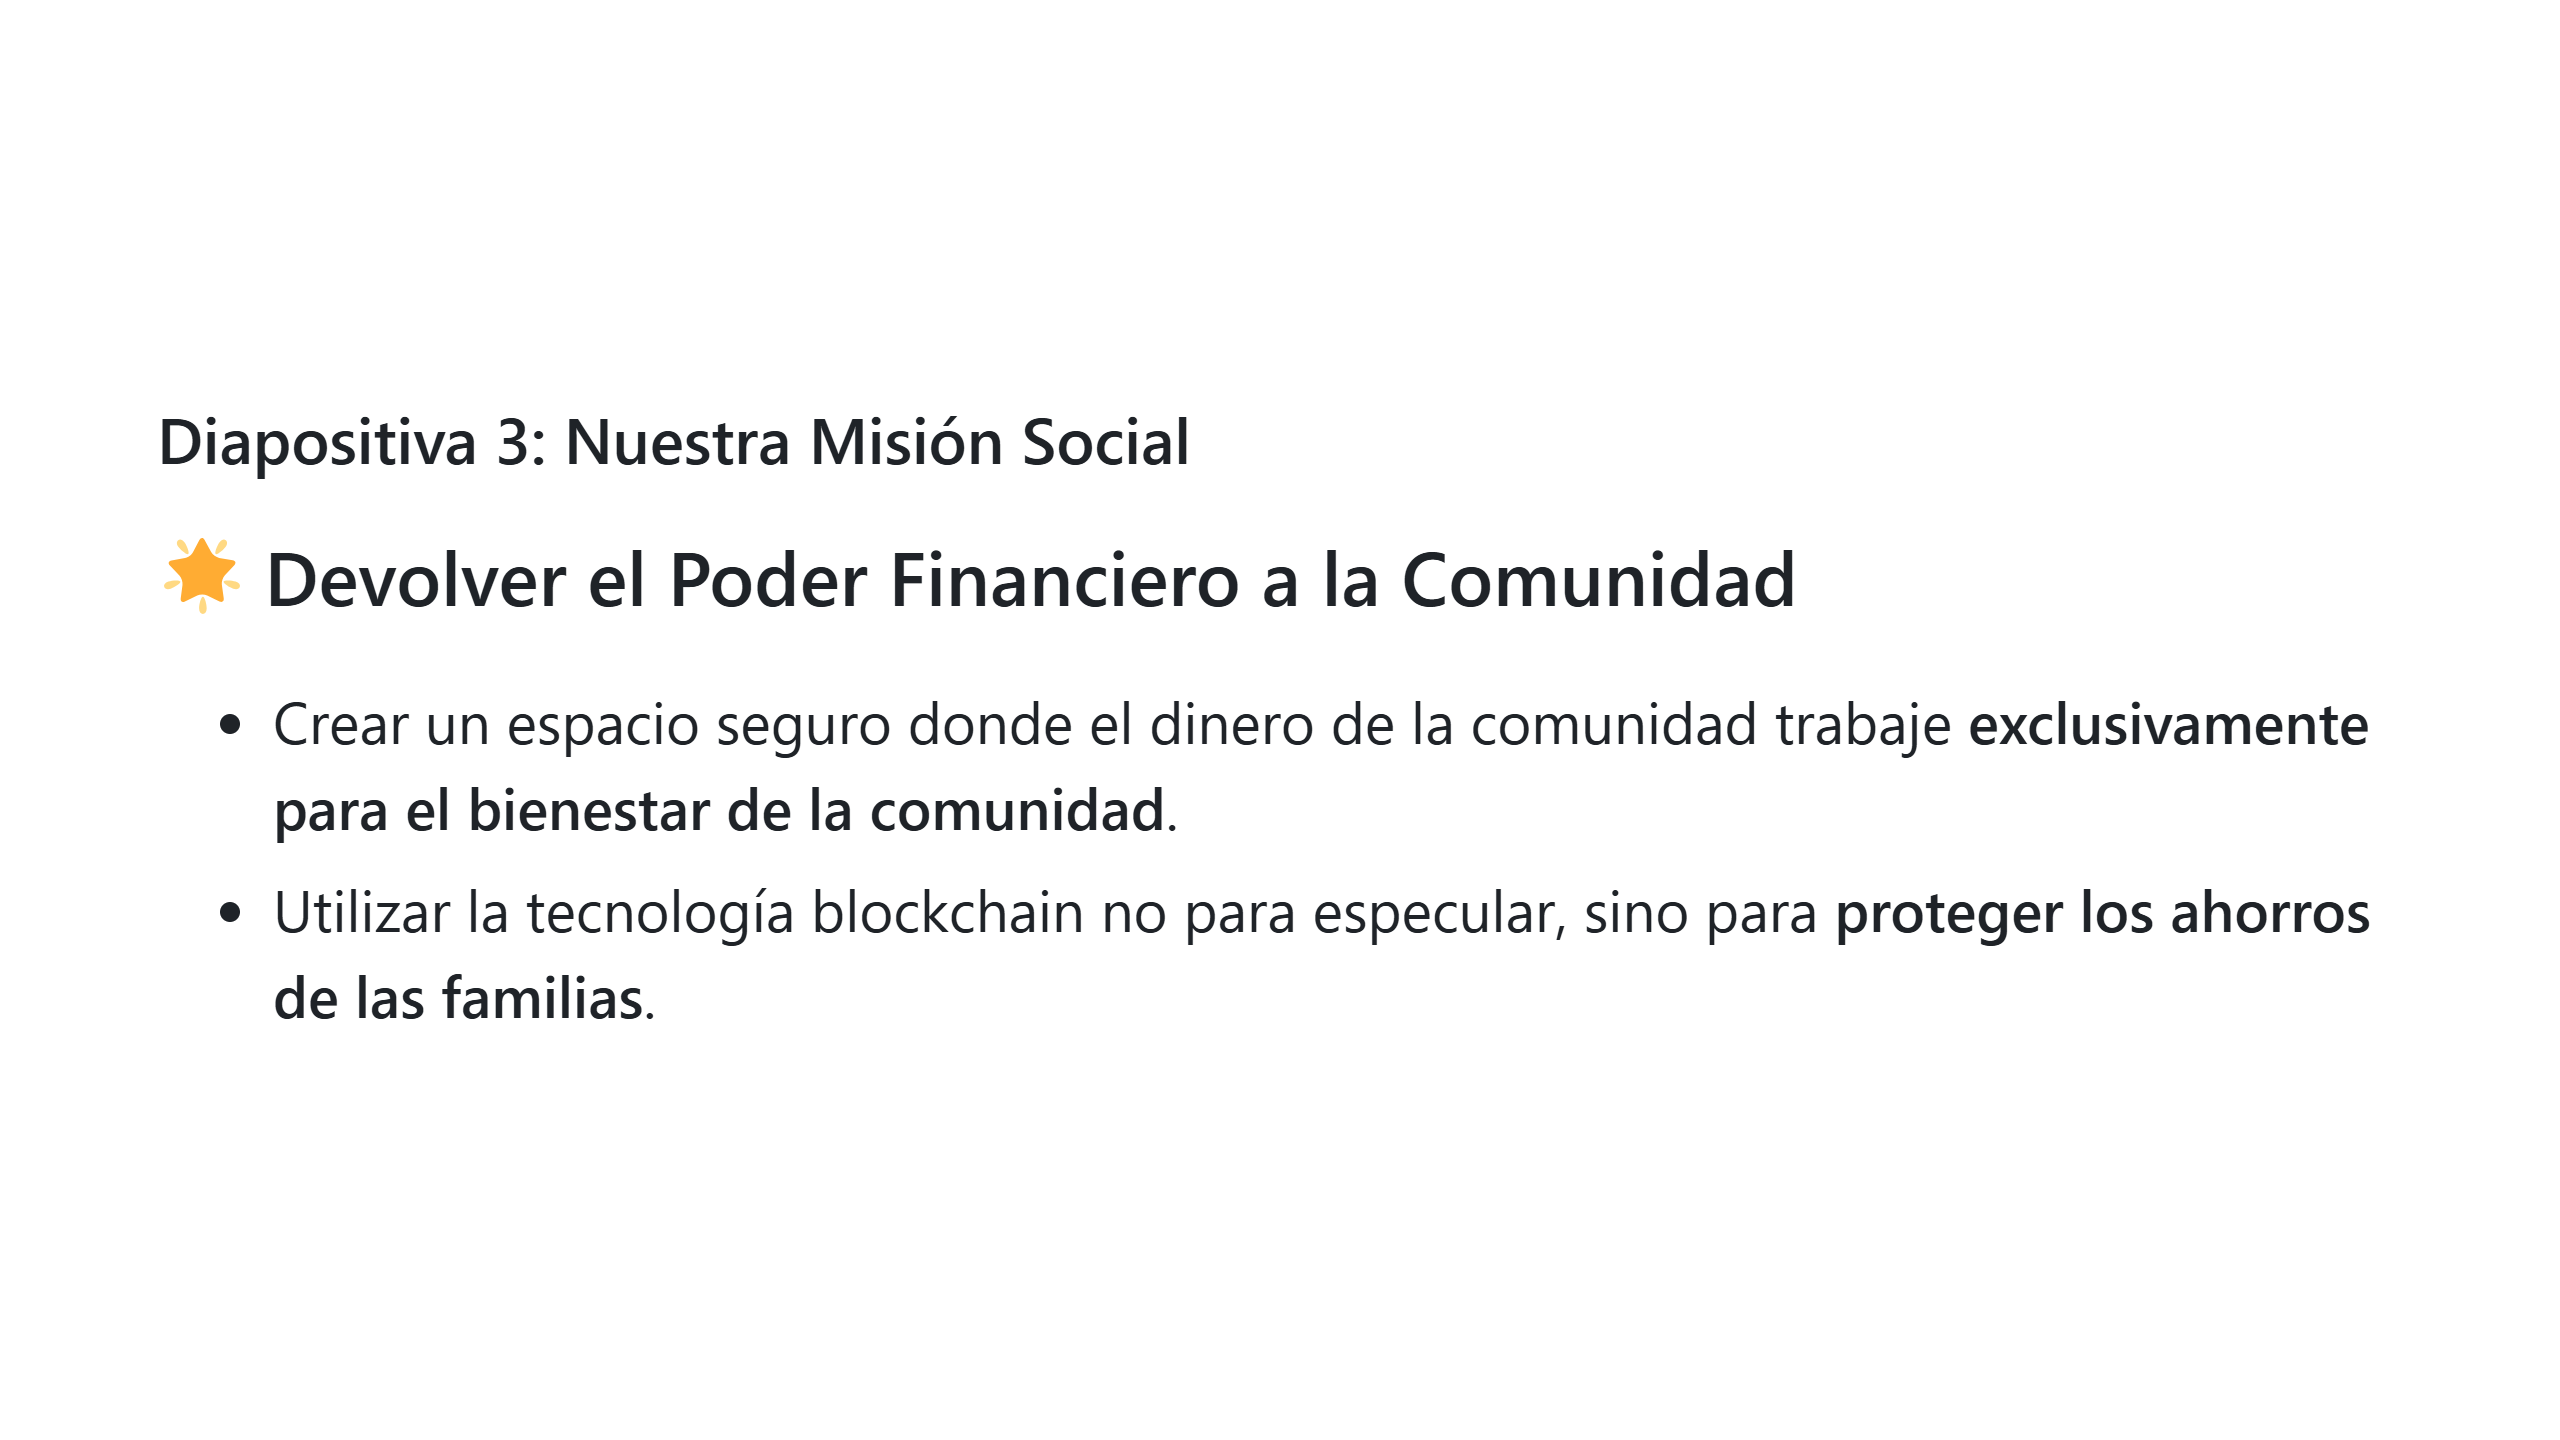 Diapositiva 3: Nuestra Misión Social
🌟 Devolver el Poder Financiero a la Comunidad
• Crear un espacio seguro donde el dinero de la comunidad trabaje exclusivamente
para el bienestar de la comunidad.
• Utilizar la tecnología blockchain no para especular, sino para proteger los ahorros
de las familias.